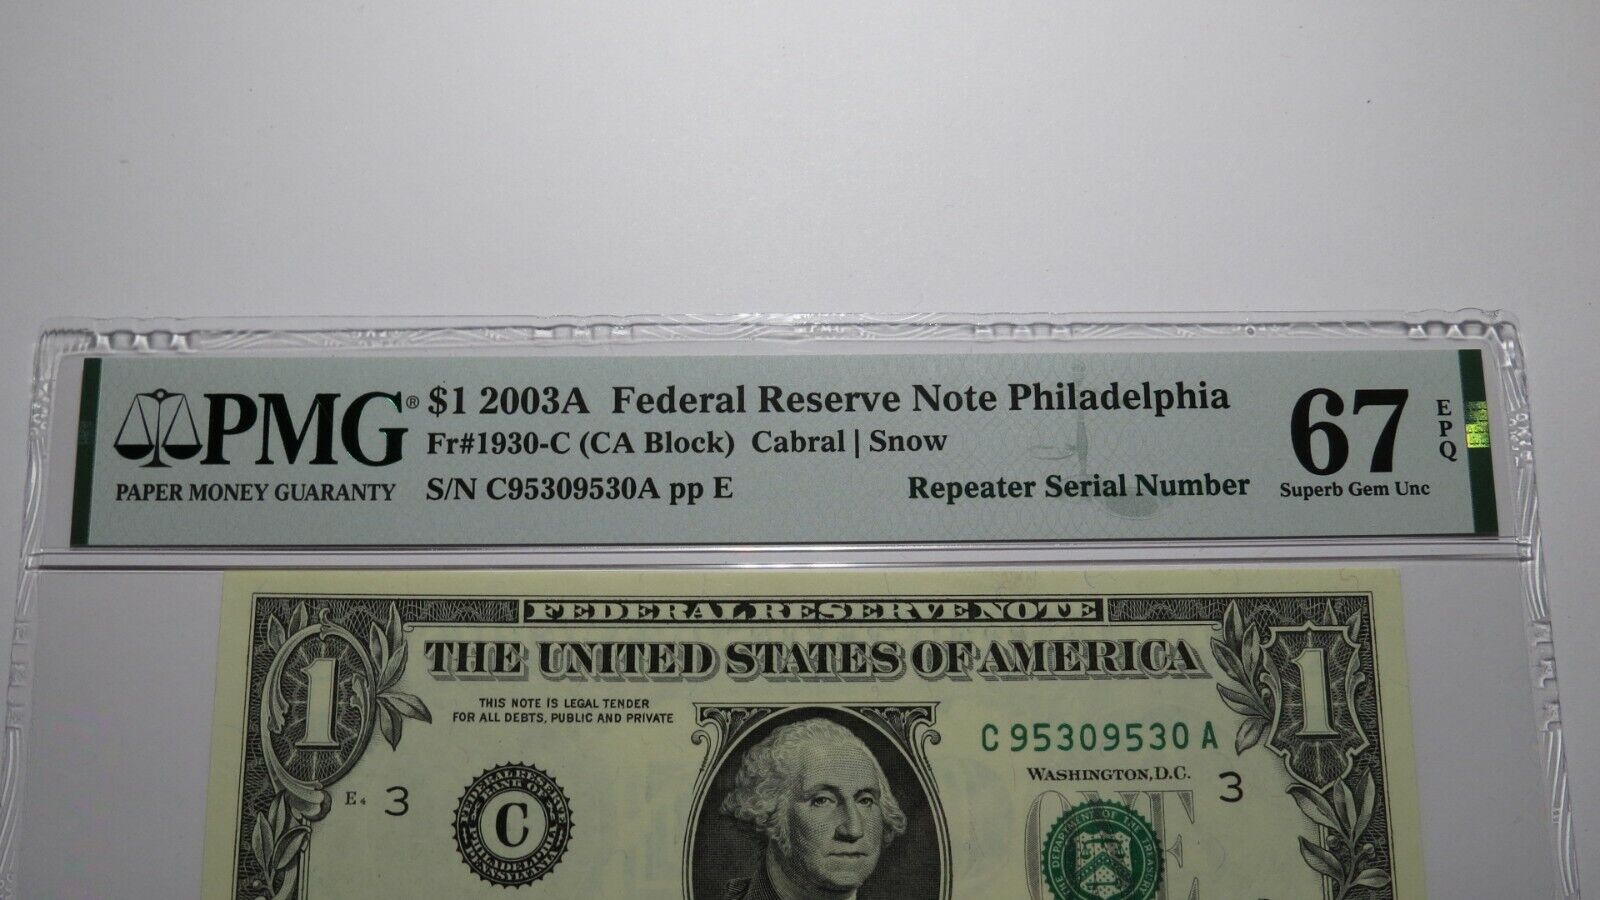 PMG®
PAPER MONEY GUARANTY
$1 2003A Federal Reserve Note Philadelphia
Fr#1930-C (CA Block) Cabral | Snow
S/N C95309530A pp E
Repeater Serial Number
67
EPQ
Superb Gem Unc
FEDERAL RESERVE NOTE
THE UNITED STATES OF AMERICA
1
1
THIS NOTE IS LEGAL TENDER
FOR ALL DEBTS, PUBLIC AND PRIVATE
C 95309530 A
WASHINGTON, D.C.
E4
3
3
C
ONE